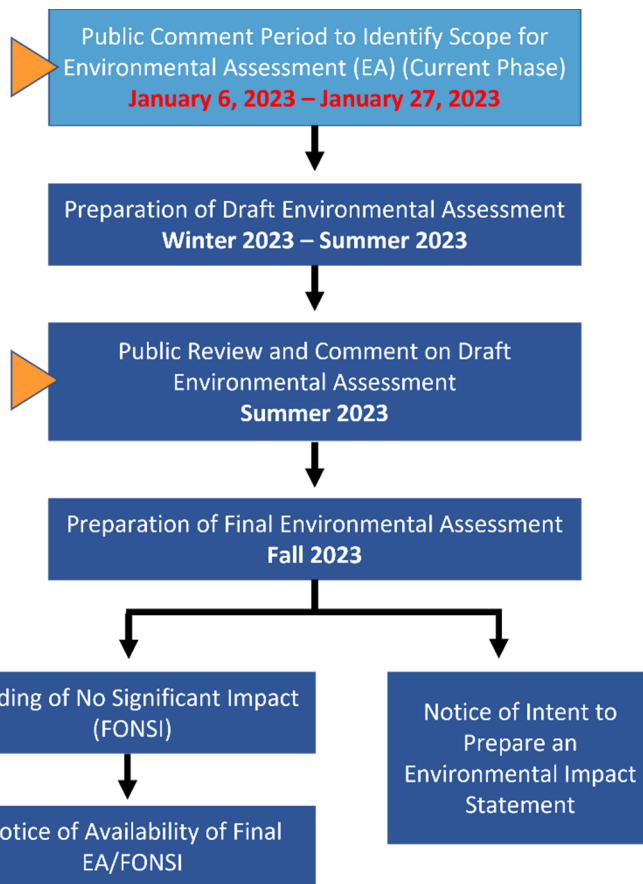 Public Comment Period to Identify Scope for
Environmental Assessment (EA) (Current Phase)
January 6, 2023 – January 27, 2023
Preparation of Draft Environmental Assessment
Winter 2023 – Summer 2023
Public Review and Comment on Draft
Environmental Assessment
Summer 2023
Preparation of Final Environmental Assessment
Fall 2023
of No Significant Impact
(FONSI)
Notice of Intent to
Prepare an
Environmental Impact
Statement
of Availability of Final
EA/FONSI